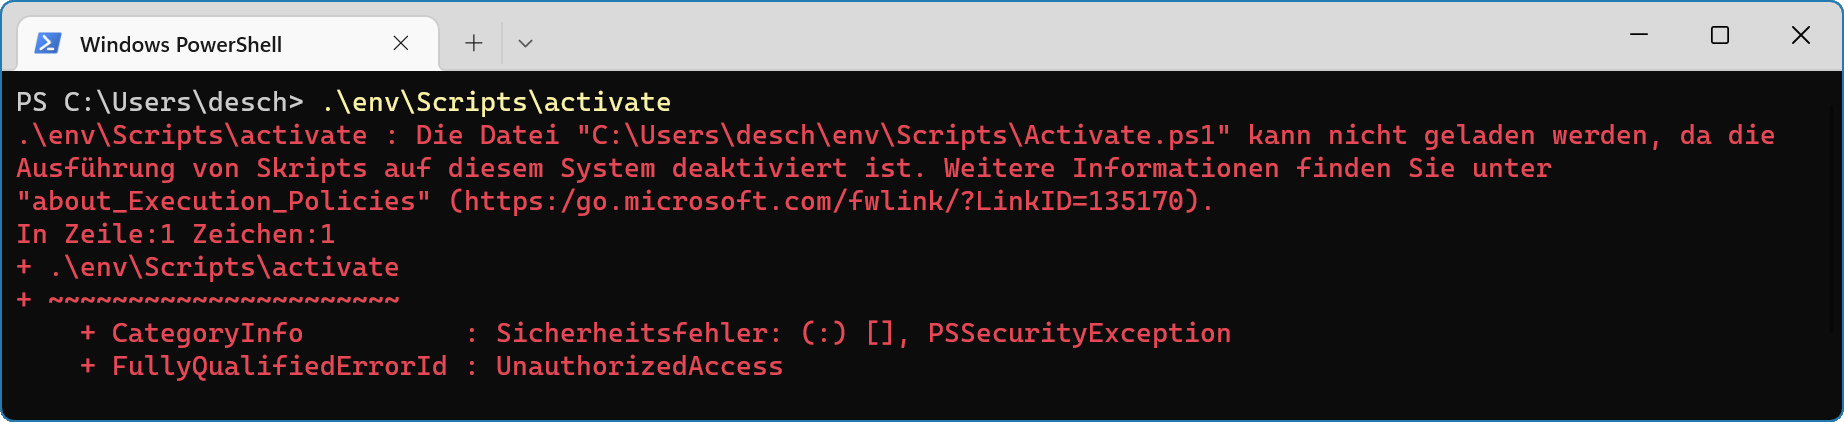 Windows PowerShell
PS C:\Users\desch> .\env\Scripts\activate
.\env\Scripts\activate : Die Datei "C:\Users\desch\env\Scripts\Activate.ps1" kann nicht geladen werden, da die
Ausführung von Skripts auf diesem System deaktiviert ist. Weitere Informationen finden Sie unter
"about_Execution_Policies" (https:/go.microsoft.com/fwlink/?LinkID=135170).
In Zeile:1 Zeichen:1
+ .\env\Scripts\activate
+ ~~~~~~~~~~~~~~~~~~~~~~
    + CategoryInfo          : Sicherheitsfehler: (:) [], PSSecurityException
    + FullyQualifiedErrorId : UnauthorizedAccess